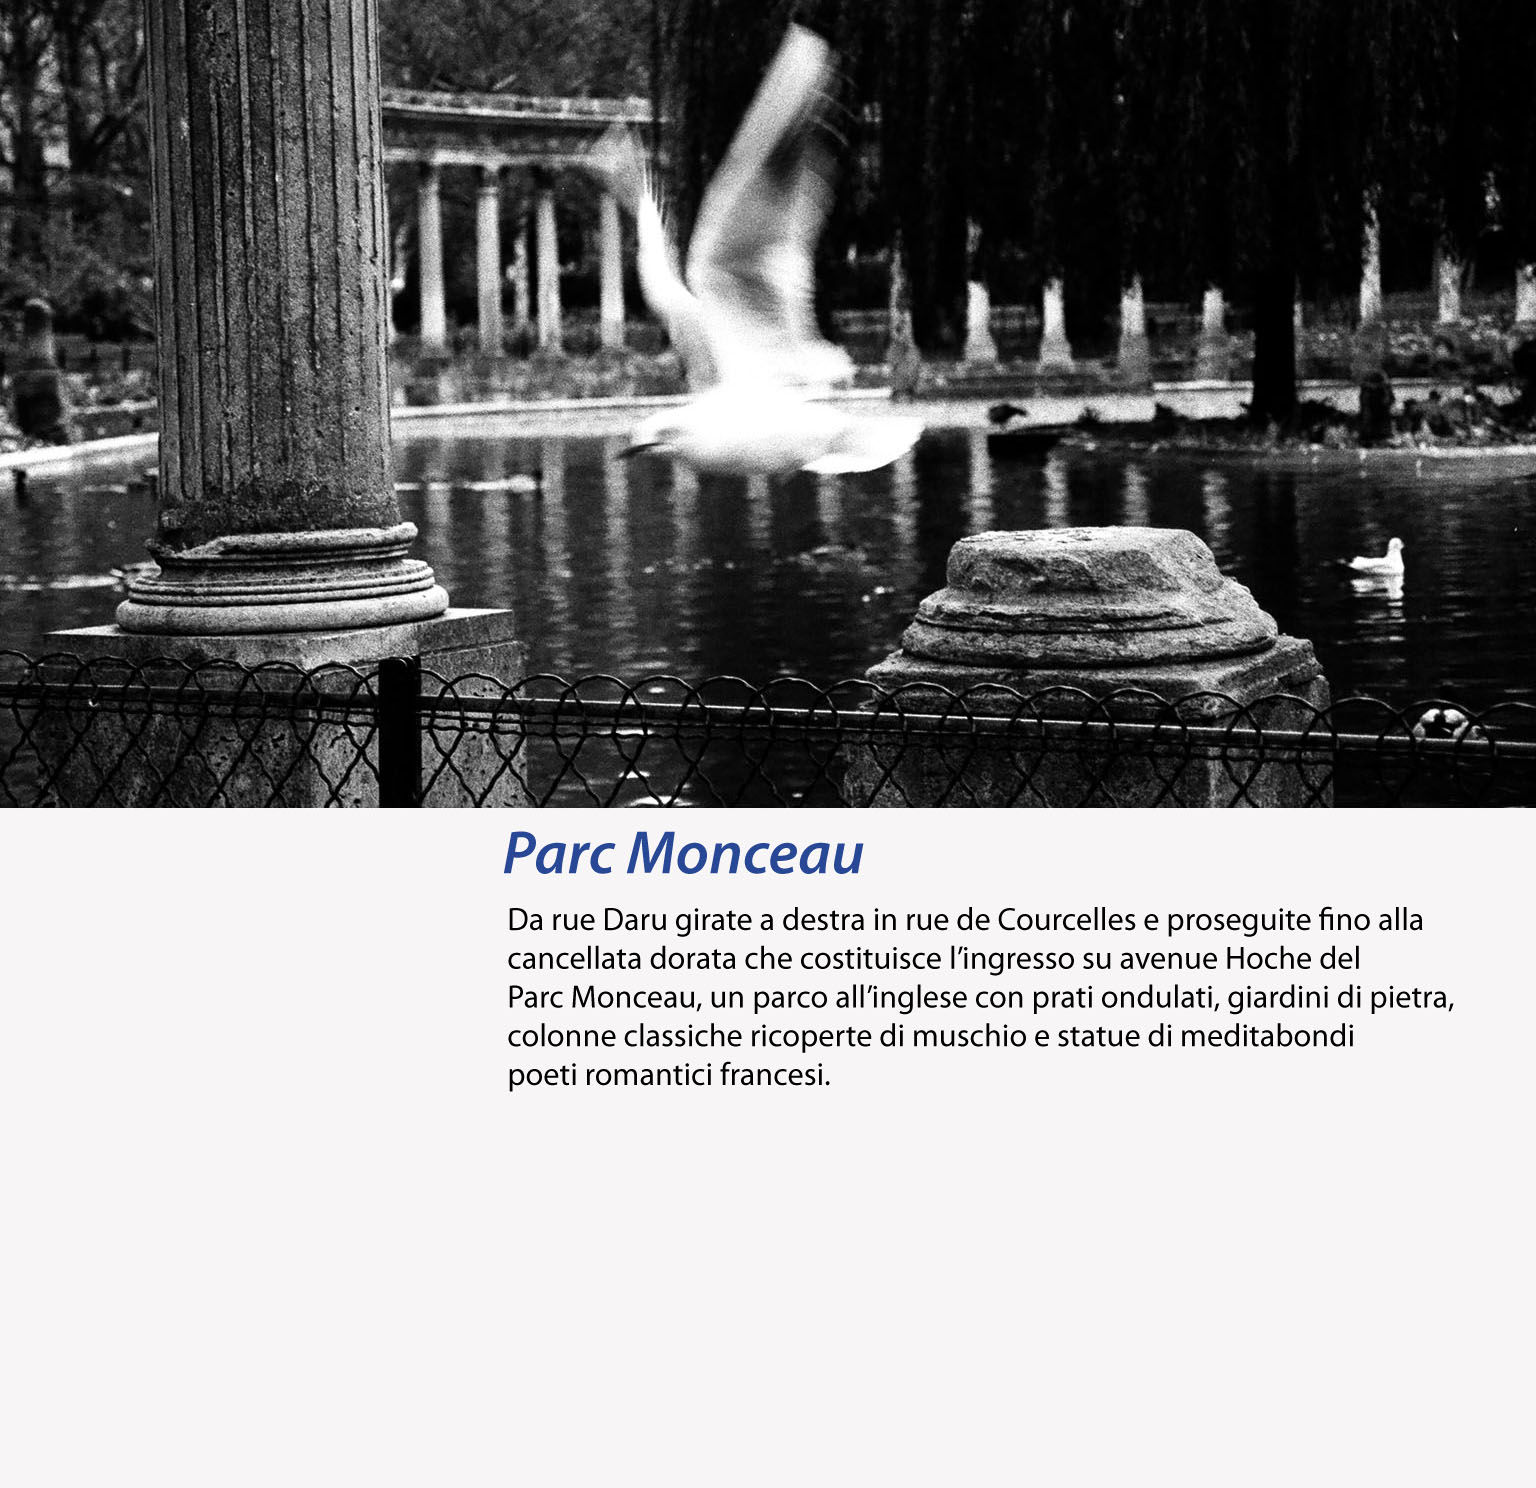 Parc Monceau
Da rue Daru girate a destra in rue de Courcelles e proseguite fino alla
cancellata dorata che costituisce l’ingresso su avenue Hoche del
Parc Monceau, un parco all’inglese con prati ondulati, giardini di pietra,
colonne classiche ricoperte di muschio e statue di meditabondi
poeti romantici francesi.